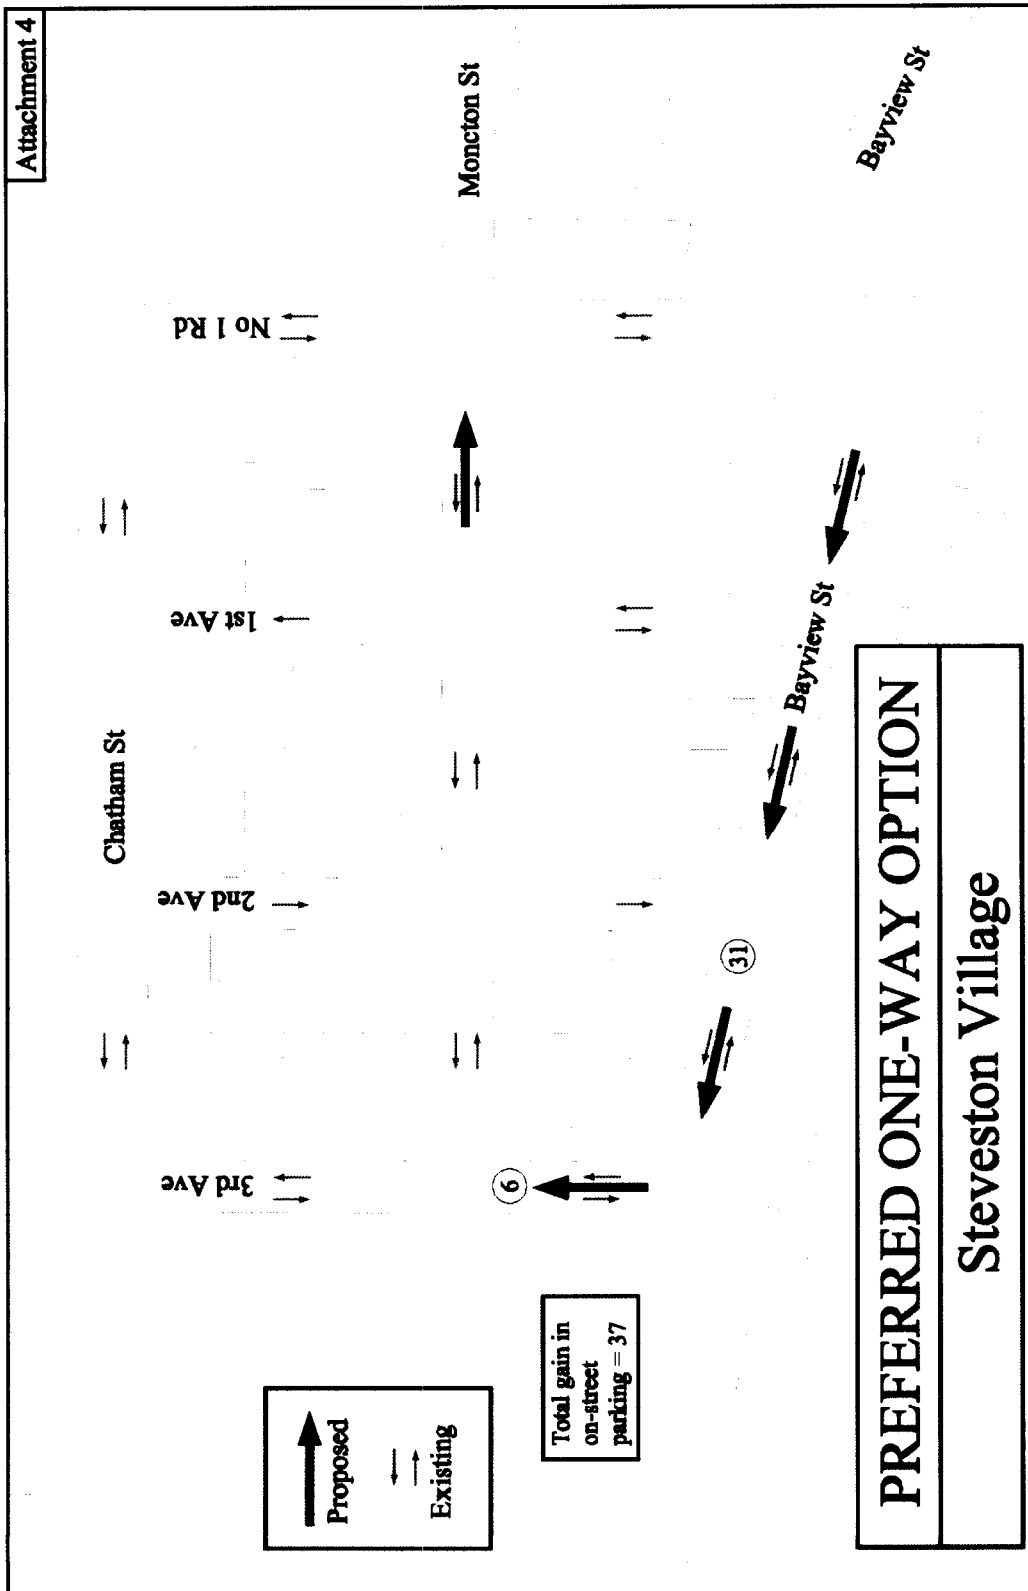 Attachment 4
Chatham St
Moncton St
Bayview St
Bayview St
3rd Ave
2nd Ave
1st Ave
No 1 Rd
6
31
Proposed
Existing
Total gain in
on-street
parking = 37
PREFERRED ONE-WAY OPTION
Steveston Village